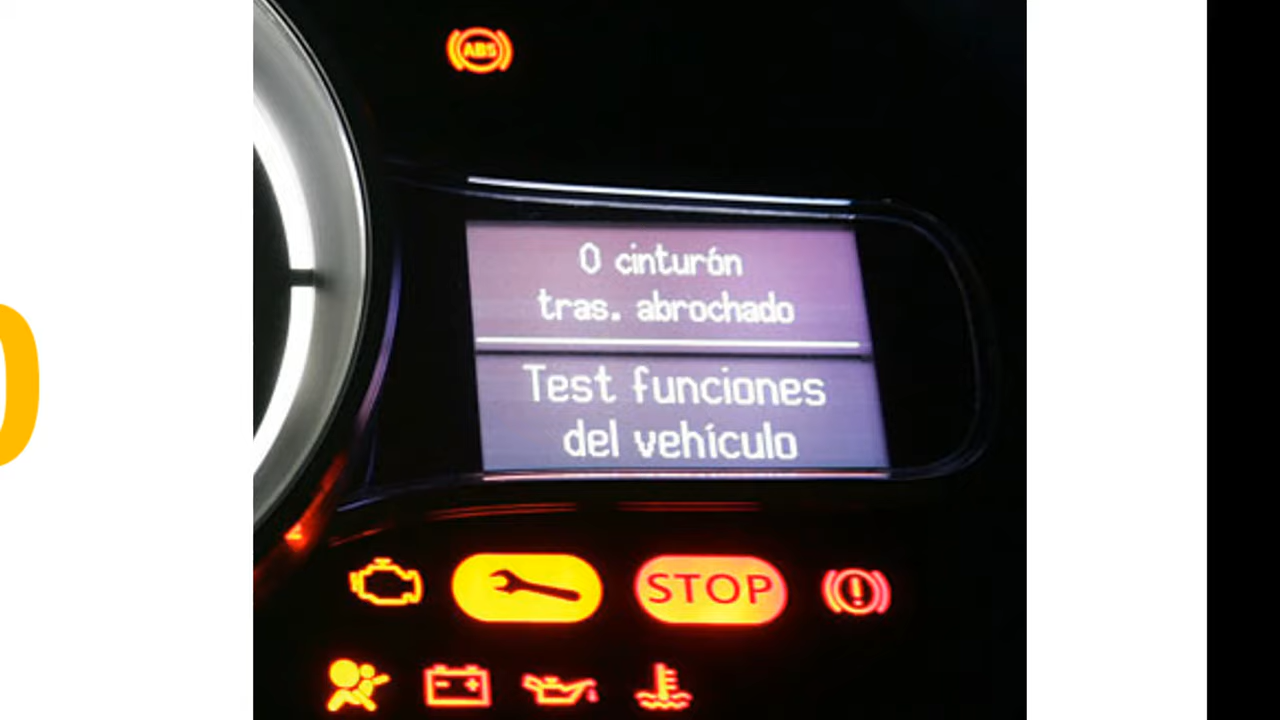 ABS
0 cinturón
tras. abrochado
Test funciones
del vehículo
STOP